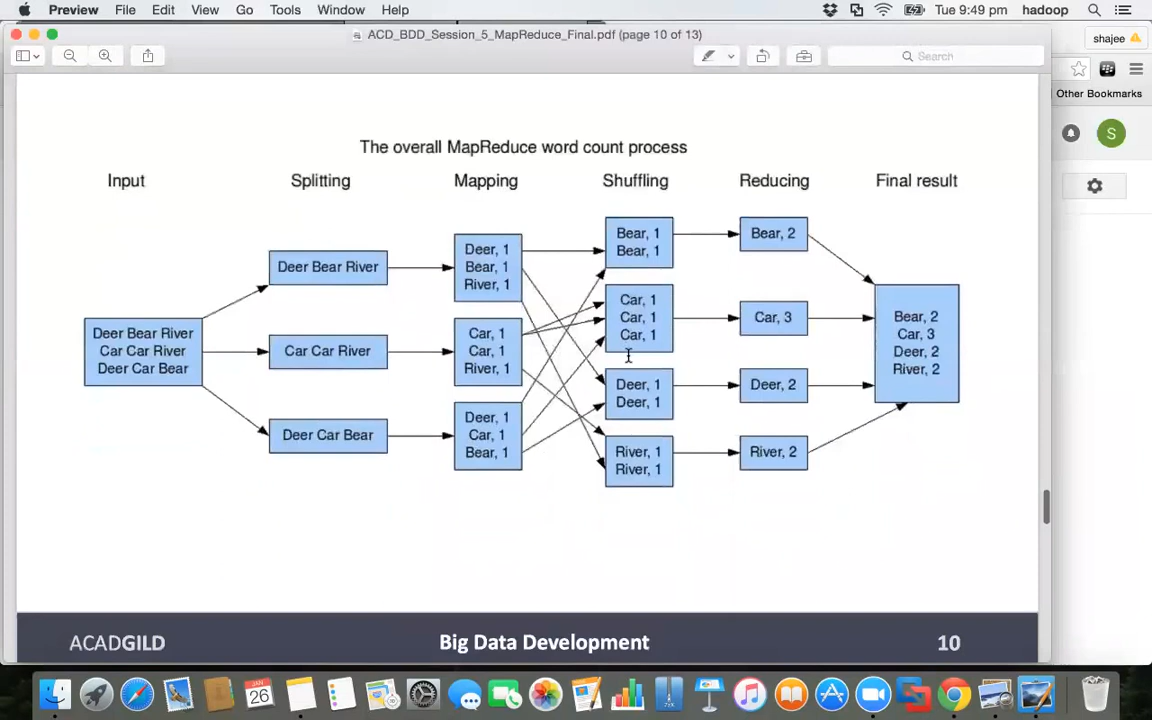 Preview File Edit View Go Tools Window Help Tue 9:49 pm hadoop
ACD_BDD_Session_5_MapReduce_Final.pdf (page 10 of 13)
shajee
Search
Other Bookmarks
S
The overall MapReduce word count process
Input Splitting Mapping Shuffling Reducing Final result
Deer Bear River
Car Car River
Deer Car Bear
Deer Bear River
Car Car River
Deer Car Bear
Deer, 1
Bear, 1
River, 1
Car, 1
Car, 1
River, 1
Deer, 1
Car, 1
Bear, 1
Bear, 1
Bear, 1
Car, 1
Car, 1
Car, 1
Deer, 1
Deer, 1
River, 1
River, 1
Bear, 2
Car, 3
Deer, 2
River, 2
Bear, 2
Car, 3
Deer, 2
River, 2
ACADGILD Big Data Development 10
26